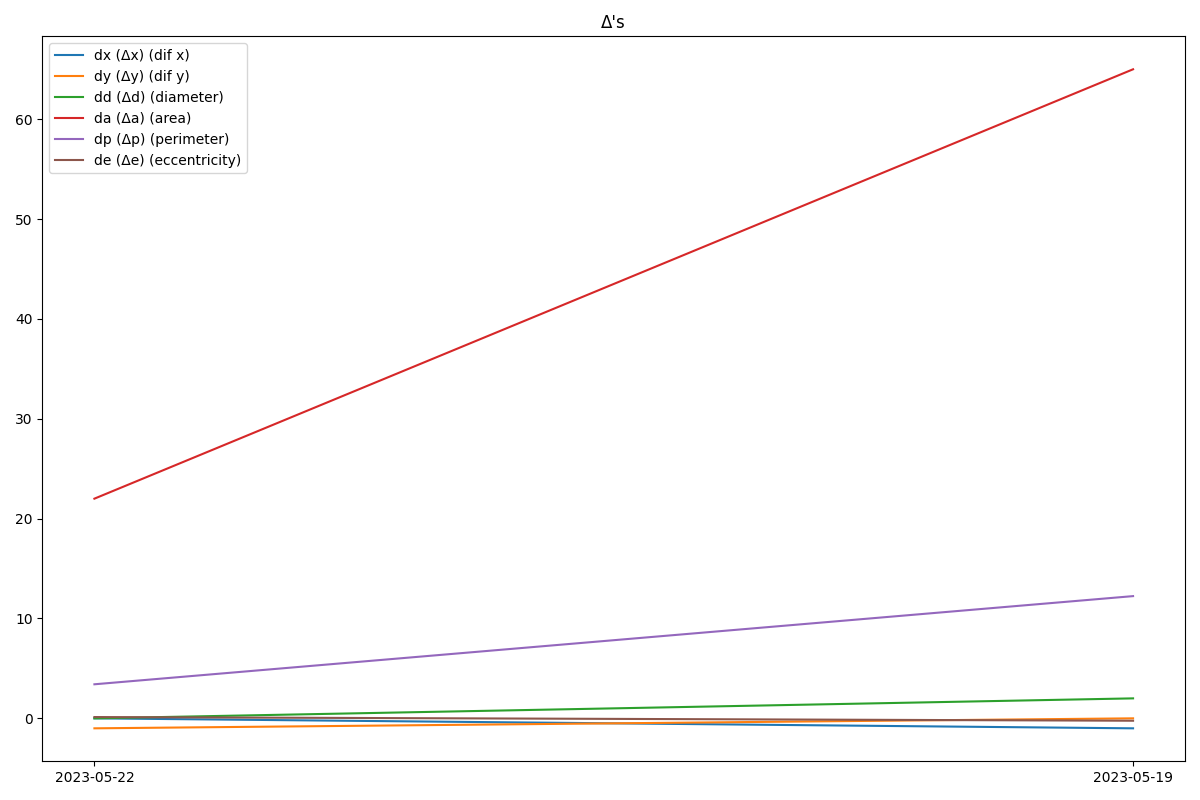 Δ's
dx (Δx) (dif x)
dy (Δy) (dif y)
dd (Δd) (diameter)
da (Δa) (area)
dp (Δp) (perimeter)
de (Δe) (eccentricity)
60
50
40
30
20
10
0
2023-05-22 2023-05-19